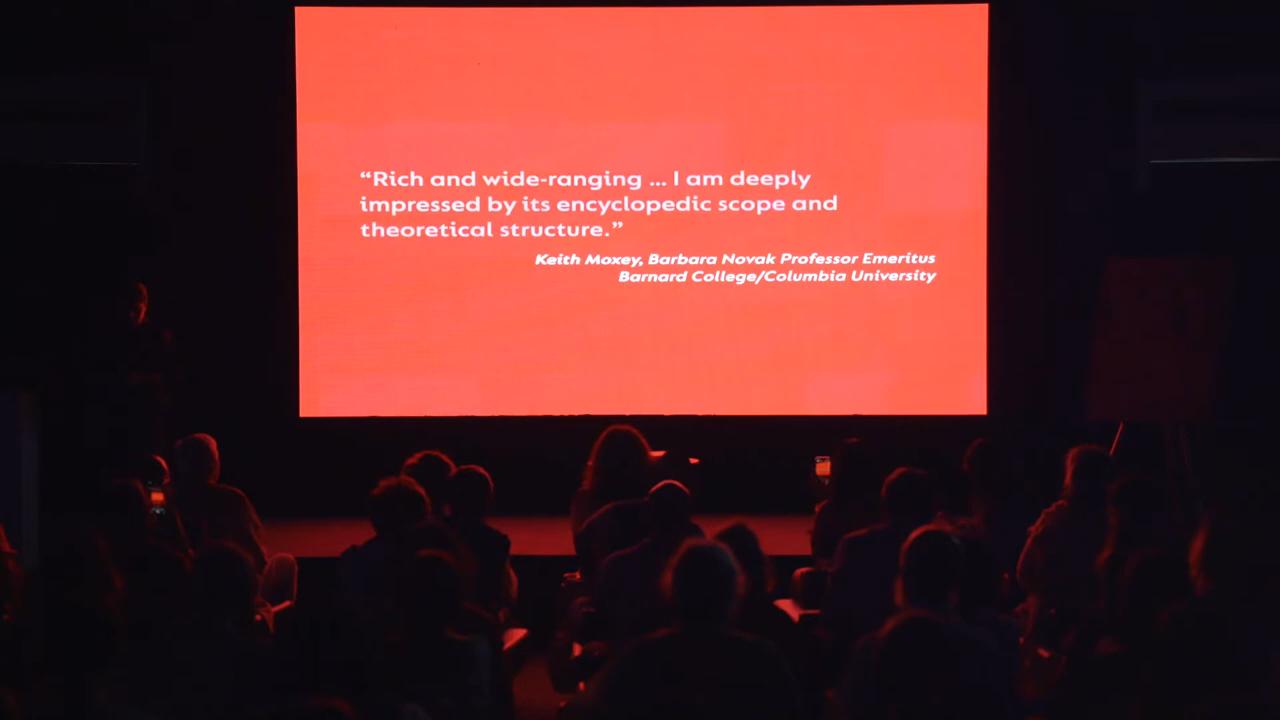 “Rich and wide-ranging ... I am deeply
impressed by its encyclopedic scope and
theoretical structure.”
Keith Moxey, Barbara Novak Professor Emeritus
Barnard College/Columbia University